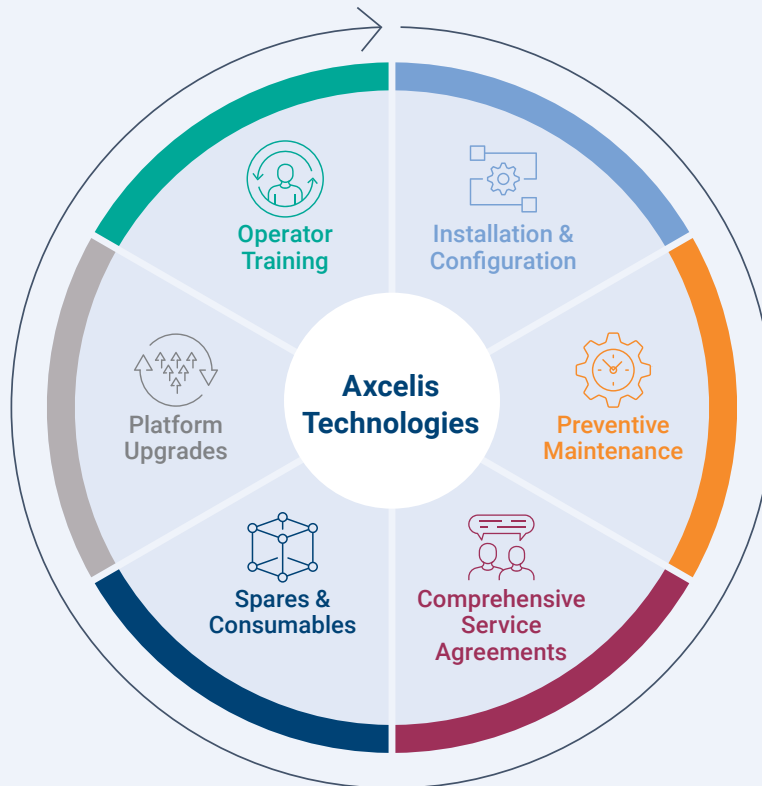 Operator
Training
Installation &
Configuration
Platform
Upgrades
Axcelis
Technologies
Preventive
Maintenance
Spares &
Consumables
Comprehensive
Service
Agreements